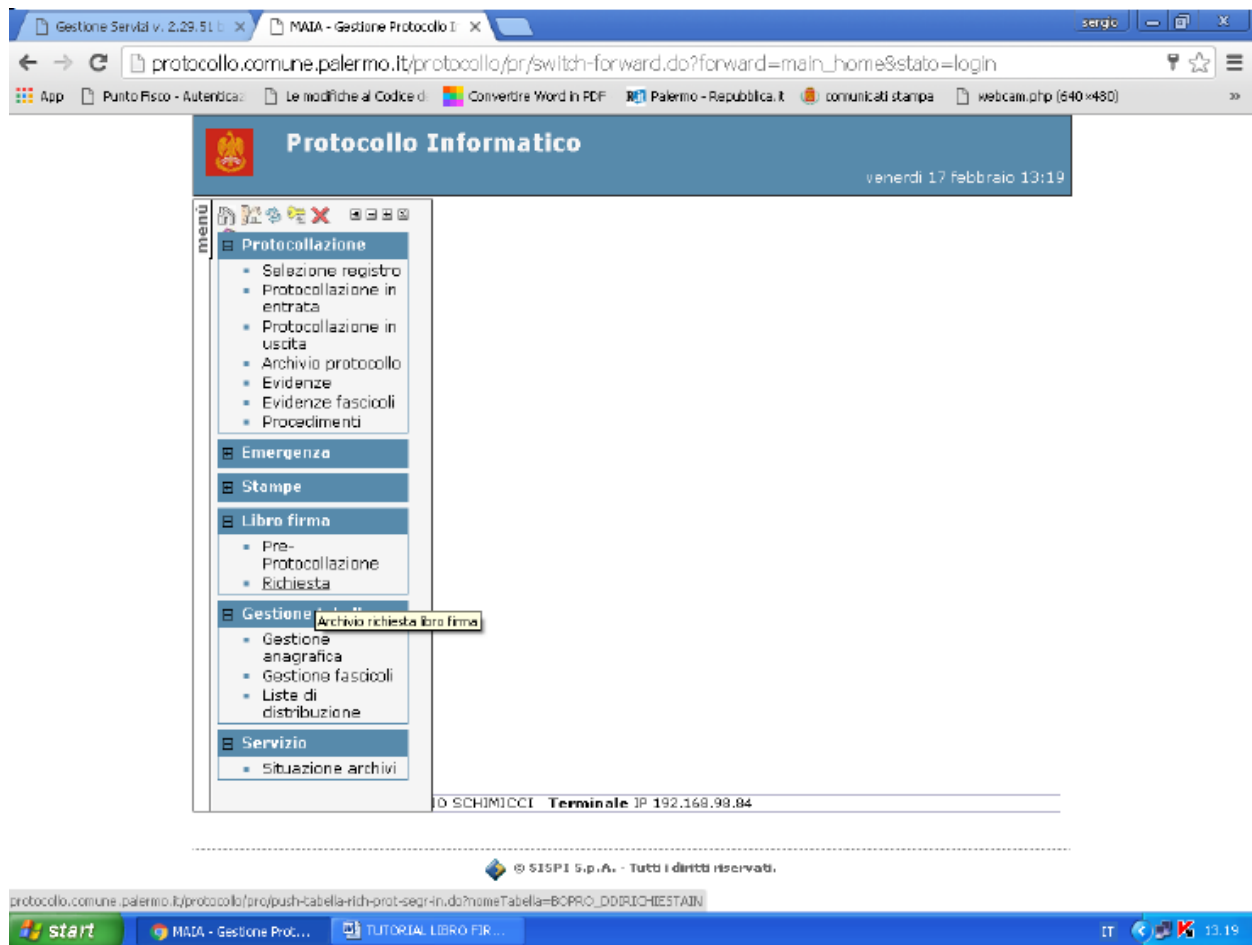 Gestione Servizi v. 2.29.51 b
MAIA - Gestione Protocollo I
sergio
protocollo.comune.palermo.it/protocollo/pr/switch-forward.do?forward=main_home&stato=login
App
Punto Fisco - Autenticaz
Le modifiche al Codice d
Convertire Word in PDF
Palermo - Repubblica.it
comunicati stampa
webcam.php (640×480)
»
Protocollo Informatico
venerdì 17 febbraio 13:19
menù
Protocollazione
Selezione registro
Protocollazione in
entrata
Protocollazione in
uscita
Archivio protocollo
Evidenze
Evidenze fascicoli
Procedimenti
Emergenza
Stampe
Libro firma
Pre-
Protocollazione
Richiesta
Gestione
Archivio richiesta libro firma
Gestione
anagrafica
Gestione fascicoli
Liste di
distribuzione
Servizio
Situazione archivi
O SCHIMICCI Terminale IP 192.168.98.84
© SISPI S.p.A. - Tutti i diritti riservati.
protocollo.comune.palermo.it/protocollo/pro/push-tabella-rich-prot-segr-in.do?nomeTabella=BOPRO_DDIRICHIESTAIN
start
MAIA - Gestione Prot...
TUTORIAL LIBRO FIR...
IT
13.19